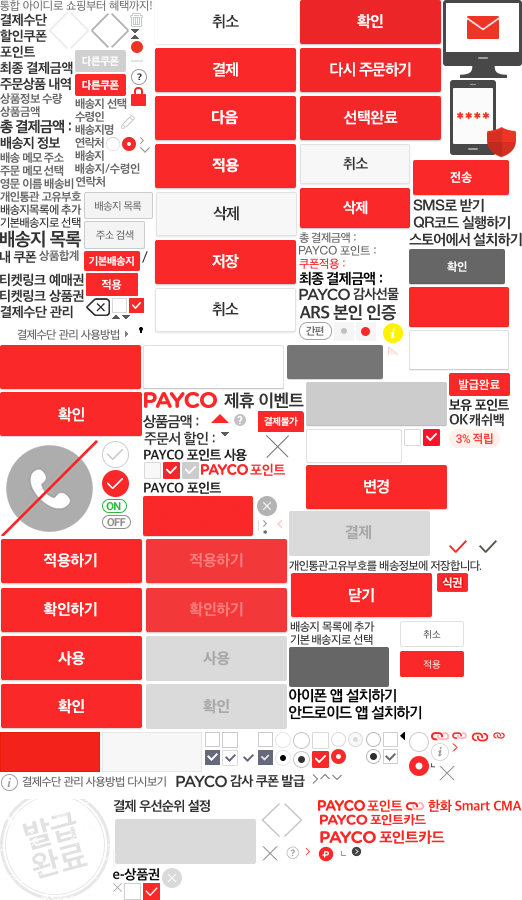 통합 아이디로 쇼핑부터 혜택까지!
결제수단
할인쿠폰
포인트
최종 결제금액
주문상품 내역
상품정보 수량
상품금액
총 결제금액 :
배송지 정보
배송 메모 주소
주문 메모 선택
영문 이름 배송비
개인통관 고유부호
배송지목록에 추가
기본배송지로 선택
배송지 목록
내 쿠폰 상품합계
티켓링크 예매권
티켓링크 상품권
결제수단 관리
결제수단 관리 사용방법
다른쿠폰
다른쿠폰
배송지 선택
수령인
배송지명
연락처
배송지
배송지/수령인
연락처
배송지 목록
주소 검색
기본배송지
/
적용
취소
결제
다음
적용
삭제
저장
취소
확인
다시 주문하기
선택완료
취소
삭제
총 결제금액 :
PAYCO 포인트 :
쿠폰적용 :
최종 결제금액 :
PAYCO 감사선물
ARS 본인 인증
간편
****
전송
SMS로 받기
QR코드 실행하기
스토어에서 설치하기
확인
확인
PAYCO 제휴 이벤트
상품금액 :
주문서 할인 :
결제불가
PAYCO 포인트 사용
PAYCO 포인트
PAYCO 포인트
ON
OFF
발급완료
보유 포인트
OK캐쉬백
3% 적립
변경
결제
개인통관고유부호를 배송정보에 저장합니다.
닫기
식권
적용하기
적용하기
확인하기
확인하기
사용
사용
확인
확인
배송지 목록에 추가
기본 배송지로 선택
취소
적용
아이폰 앱 설치하기
안드로이드 앱 설치하기
결제수단 관리 사용방법 다시보기
PAYCO 감사 쿠폰 발급
발급
완료
결제 우선순위 설정
e-상품권
PAYCO 포인트
한화 Smart CMA
PAYCO 포인트카드
PAYCO 포인트카드